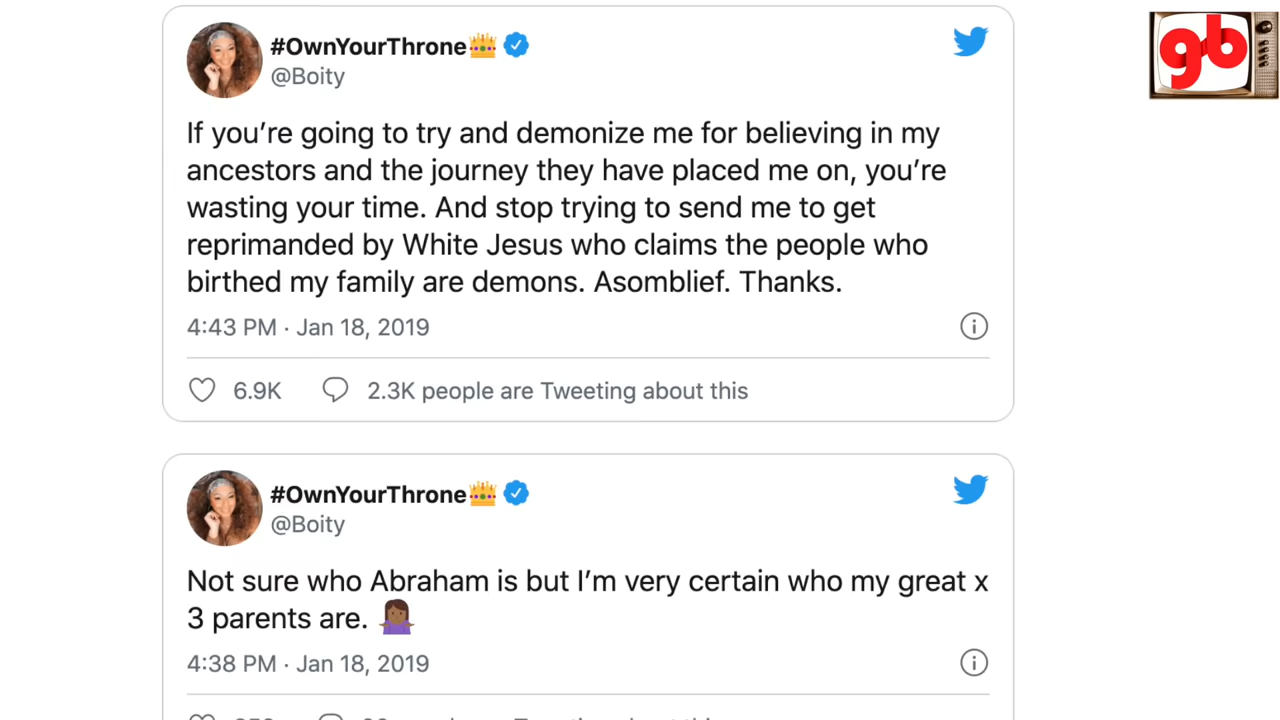 gb
#OwnYourThrone👑
@Boity
If you’re going to try and demonize me for believing in my
ancestors and the journey they have placed me on, you’re
wasting your time. And stop trying to send me to get
reprimanded by White Jesus who claims the people who
birthed my family are demons. Asomblief. Thanks.
4:43 PM · Jan 18, 2019
6.9K 2.3K people are Tweeting about this
#OwnYourThrone👑
@Boity
Not sure who Abraham is but I’m very certain who my great x
3 parents are. 🤷🏾‍♀️
4:38 PM · Jan 18, 2019